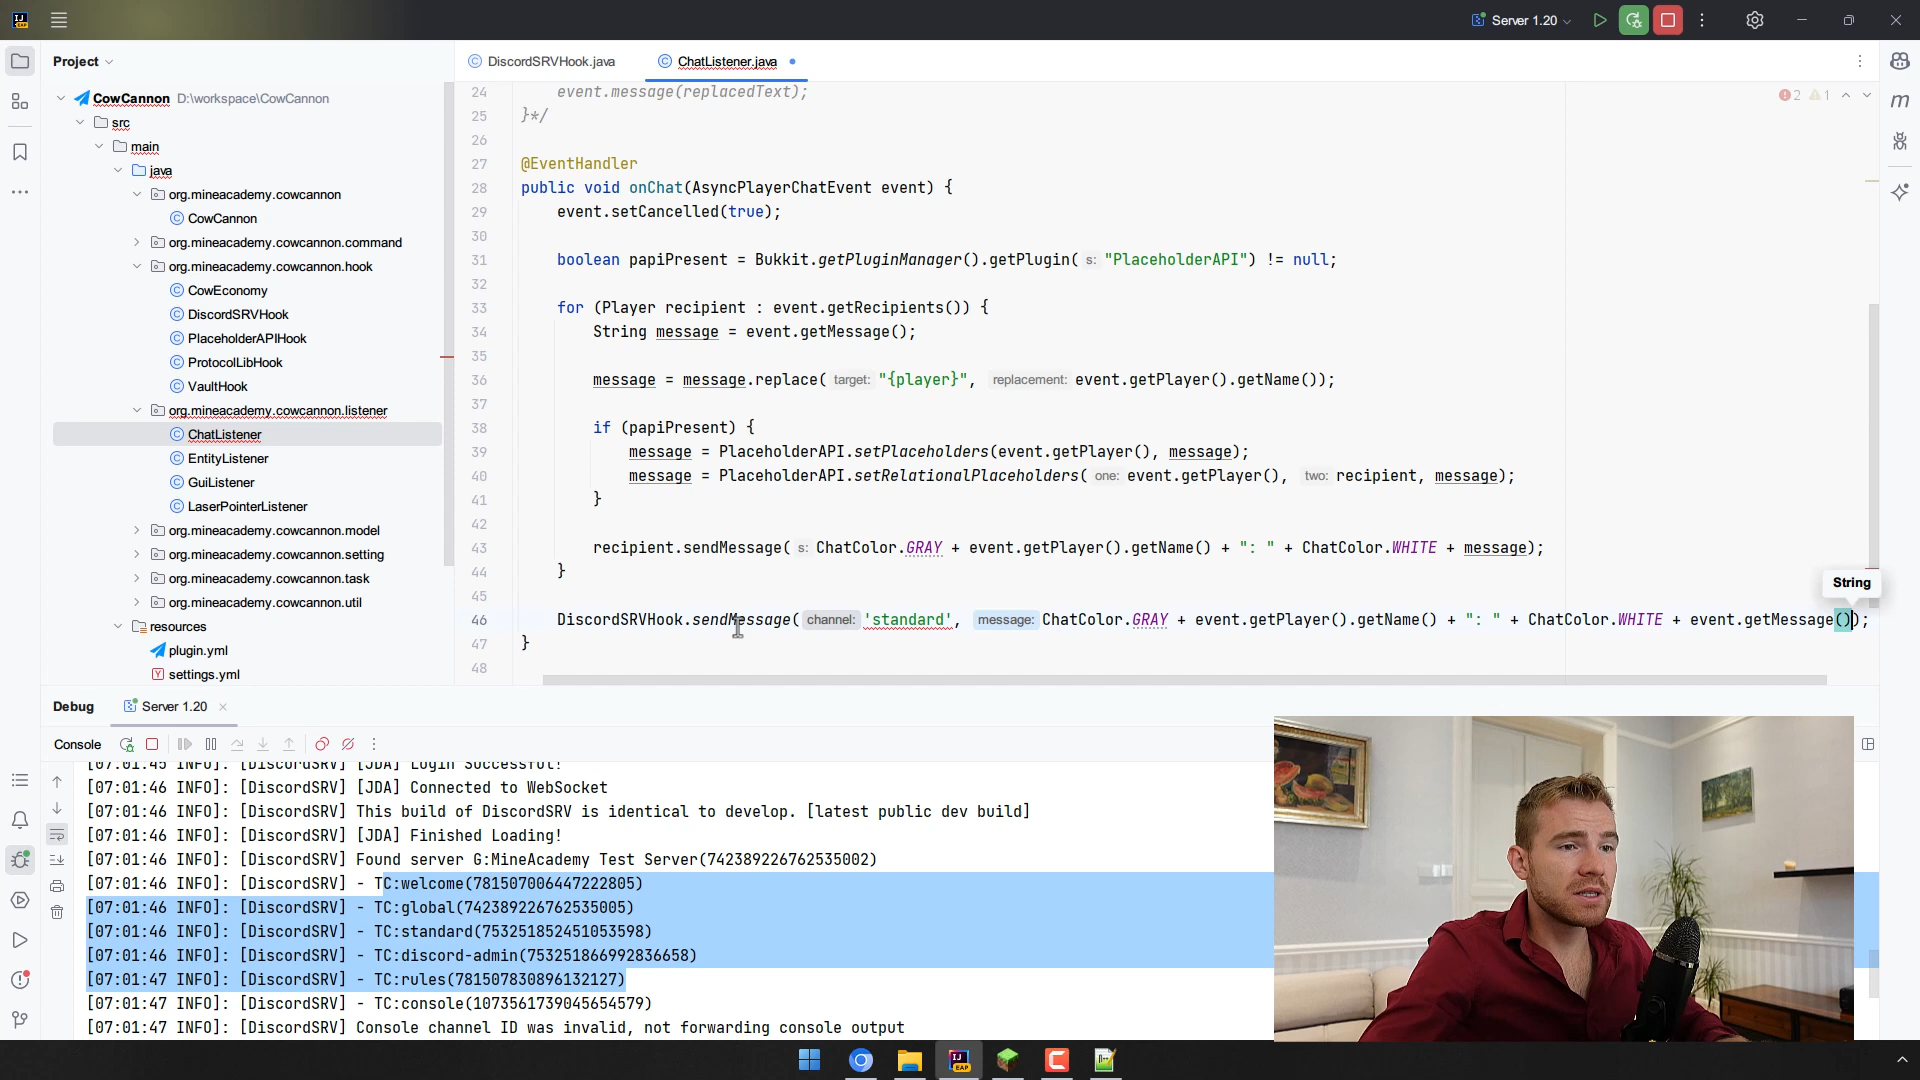 Server 1.20
Project
DiscordSRVHook.java
ChatListener.java
CowCannon D:\workspace\CowCannon
src
main
java
org.mineacademy.cowcannon
CowCannon
org.mineacademy.cowcannon.command
org.mineacademy.cowcannon.hook
CowEconomy
DiscordSRVHook
PlaceholderAPIHook
ProtocolLibHook
VaultHook
org.mineacademy.cowcannon.listener
ChatListener
EntityListener
GuiListener
LaserPointerListener
org.mineacademy.cowcannon.model
org.mineacademy.cowcannon.setting
org.mineacademy.cowcannon.task
org.mineacademy.cowcannon.util
resources
plugin.yml
settings.yml
2 1
24 event.message(replacedText);
25 }*/
26
27 @EventHandler
28 public void onChat(AsyncPlayerChatEvent event) {
29 event.setCancelled(true);
30
31 boolean papiPresent = Bukkit.getPluginManager().getPlugin( s: "PlaceholderAPI") != null;
32
33 for (Player recipient : event.getRecipients()) {
34 String message = event.getMessage();
35
36 message = message.replace( target: "{player}", replacement: event.getPlayer().getName());
37
38 if (papiPresent) {
39 message = PlaceholderAPI.setPlaceholders(event.getPlayer(), message);
40 message = PlaceholderAPI.setRelationalPlaceholders( one: event.getPlayer(), two: recipient, message);
41 }
42
43 recipient.sendMessage( s: ChatColor.GRAY + event.getPlayer().getName() + ": " + ChatColor.WHITE + message);
44 }
45
String
46 DiscordSRVHook.sendMessage( channel: 'standard', message: ChatColor.GRAY + event.getPlayer().getName() + ": " + ChatColor.WHITE + event.getMessage());
47 }
48
Debug
Server 1.20
Console
[07:01:45 INFO]: [DiscordSRV] [JDA] Login Successful!
[07:01:46 INFO]: [DiscordSRV] [JDA] Connected to WebSocket
[07:01:46 INFO]: [DiscordSRV] This build of DiscordSRV is identical to develop. [latest public dev build]
[07:01:46 INFO]: [DiscordSRV] [JDA] Finished Loading!
[07:01:46 INFO]: [DiscordSRV] Found server G:MineAcademy Test Server(742389226762535002)
[07:01:46 INFO]: [DiscordSRV] - TC:welcome(781507006447222805)
[07:01:46 INFO]: [DiscordSRV] - TC:global(742389226762535005)
[07:01:46 INFO]: [DiscordSRV] - TC:standard(753251852451053598)
[07:01:46 INFO]: [DiscordSRV] - TC:discord-admin(753251866992836658)
[07:01:47 INFO]: [DiscordSRV] - TC:rules(781507830896132127)
[07:01:47 INFO]: [DiscordSRV] - TC:console(1073561739045654579)
[07:01:47 INFO]: [DiscordSRV] Console channel ID was invalid, not forwarding console output